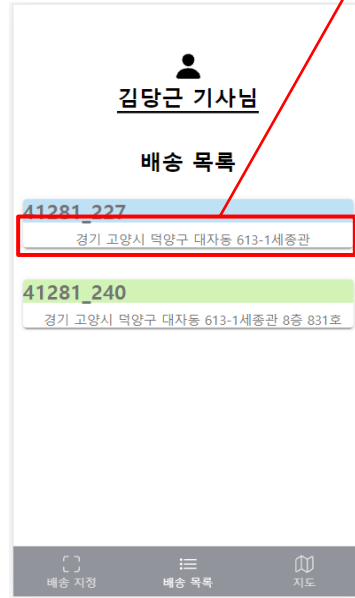 김당근 기사님
배송 목록
41281_227
경기 고양시 덕양구 대자동 613-1세종관
41281_240
경기 고양시 덕양구 대자동 613-1세종관 8층 831호
배송 지정
배송 목록
지도